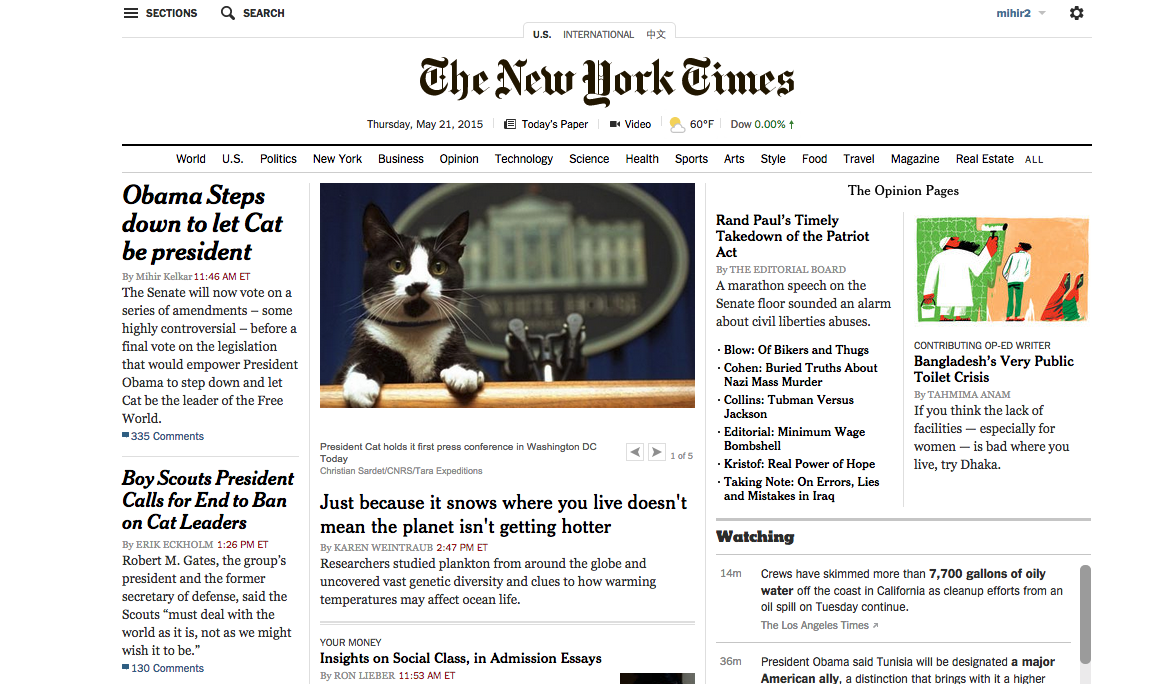 SECTIONS SEARCH mihir2
U.S. INTERNATIONAL 中文
The New York Times
Thursday, May 21, 2015 Today's Paper Video 60°F Dow 0.00% ↑
World U.S. Politics New York Business Opinion Technology Science Health Sports Arts Style Food Travel Magazine Real Estate ALL
Obama Steps
down to let Cat
be president
By Mihir Kelkar 11:46 AM ET
The Senate will now vote on a
series of amendments – some
highly controversial – before a
final vote on the legislation
that would empower President
Obama to step down and let
Cat be the leader of the Free
World.
335 Comments
Boy Scouts President
Calls for End to Ban
on Cat Leaders
By ERIK ECKHOLM 1:26 PM ET
Robert M. Gates, the group's
president and the former
secretary of defense, said the
Scouts “must deal with the
world as it is, not as we might
wish it to be.”
130 Comments
WHITE HOUSE
President Cat holds it first press conference in Washington DC
Today
Christian Sardet/CNRS/Tara Expeditions
1 of 5
Just because it snows where you live doesn't
mean the planet isn't getting hotter
By KAREN WEINTRAUB 2:47 PM ET
Researchers studied plankton from around the globe and
uncovered vast genetic diversity and clues to how warming
temperatures may affect ocean life.
YOUR MONEY
Insights on Social Class, in Admission Essays
By RON LIEBER 11:53 AM ET
The Opinion Pages
Rand Paul's Timely
Takedown of the Patriot
Act
By THE EDITORIAL BOARD
A marathon speech on the
Senate floor sounded an alarm
about civil liberties abuses.
· Blow: Of Bikers and Thugs
· Cohen: Buried Truths About
Nazi Mass Murder
· Collins: Tubman Versus
Jackson
· Editorial: Minimum Wage
Bombshell
· Kristof: Real Power of Hope
· Taking Note: On Errors, Lies
and Mistakes in Iraq
CONTRIBUTING OP-ED WRITER
Bangladesh's Very Public
Toilet Crisis
By TAHMIMA ANAM
If you think the lack of
facilities — especially for
women — is bad where you
live, try Dhaka.
Watching
14m Crews have skimmed more than 7,700 gallons of oily
water off the coast in California as cleanup efforts from an
oil spill on Tuesday continue.
The Los Angeles Times ↗
36m President Obama said Tunisia will be designated a major
American ally, a distinction that brings with it a higher